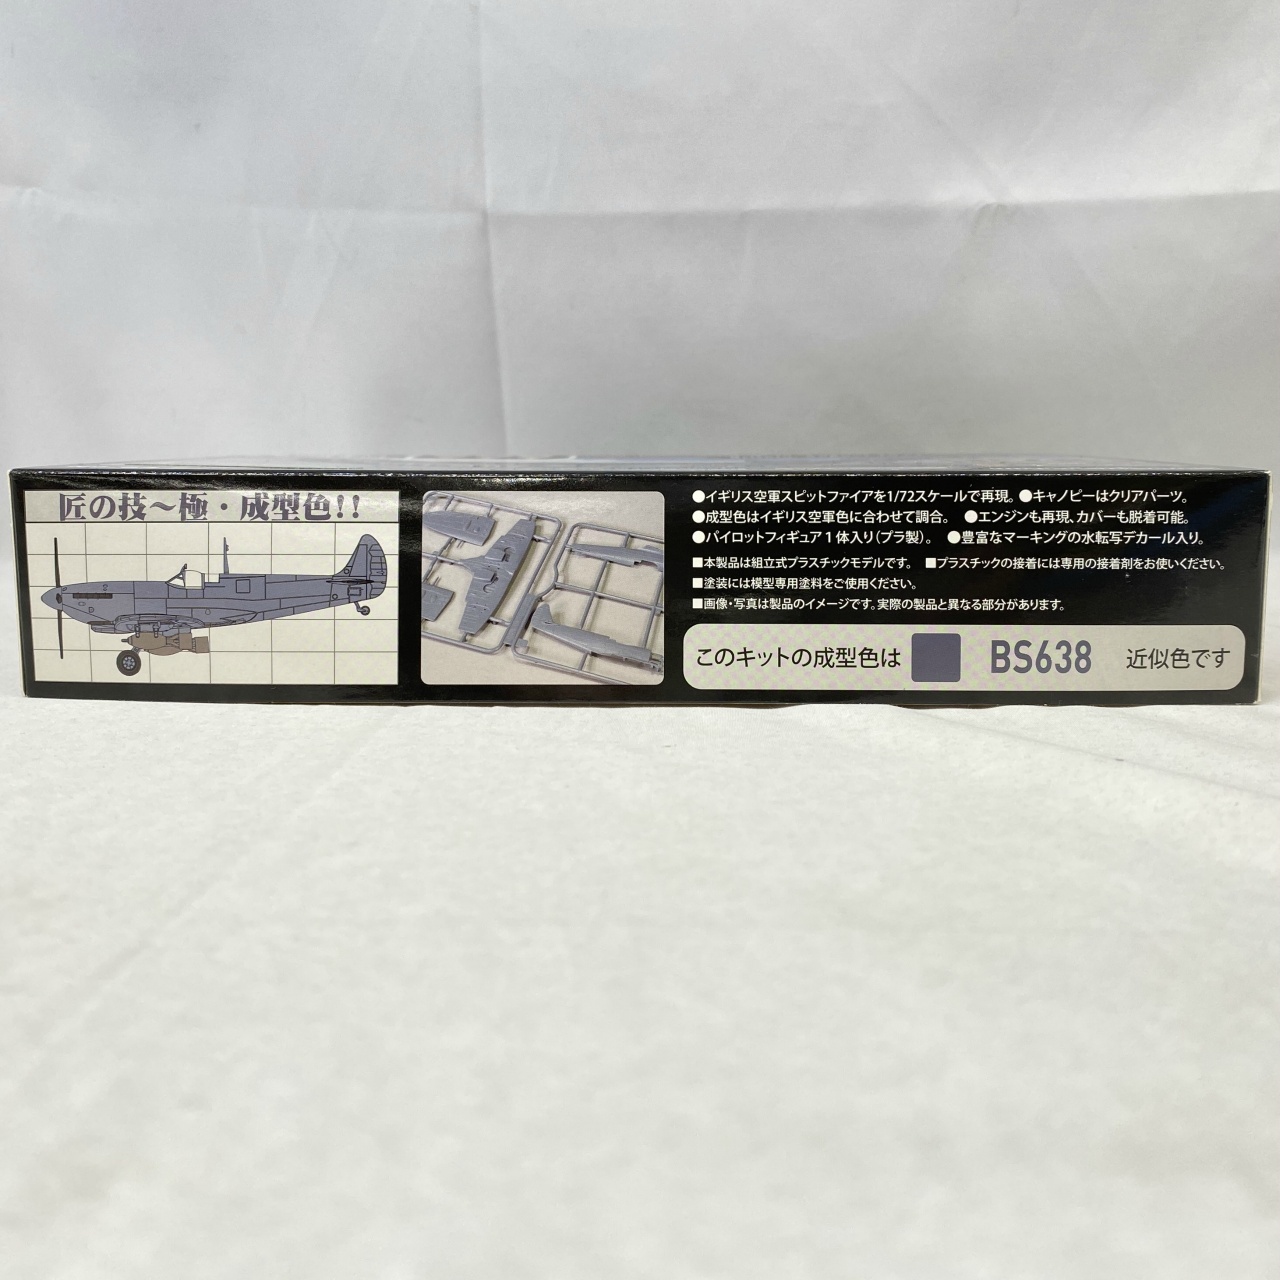 匠の技〜極・成型色!!
●イギリス空軍スピットファイアを1/72スケールで再現。 ●キャノピーはクリアパーツ。
●成型色はイギリス空軍色に合わせて調合。 ●エンジンも再現、カバーも脱着可能。
●パイロットフィギュア1体入り(プラ製)。 ●豊富なマーキングの水転写デカール入り。
■本製品は組立式プラスチックモデルです。 ■プラスチックの接着には専用の接着剤をお使いください。
■塗装には模型専用塗料をご使用ください。
■画像・写真は製品のイメージです。実際の製品と異なる部分があります。
このキットの成型色は BS638 近似色です